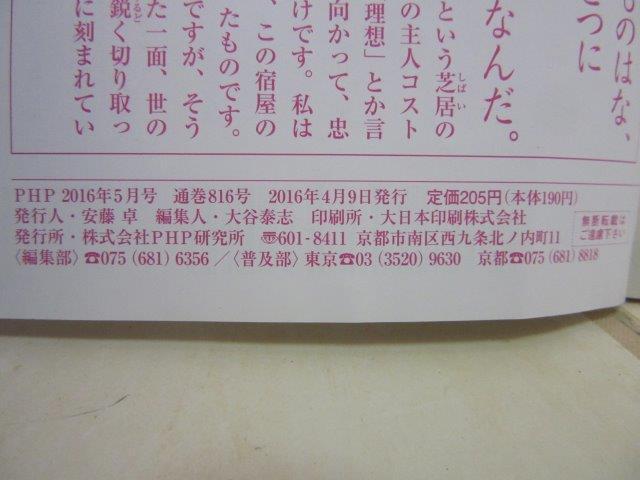 ものはな、
とつに
なんだ。
という芝居の
しばい
の主人コスト
理想」とか言
向かって、忠
けです。私は
、この宿屋の
たものです。
ですが、そう
た一面、世の
鋭く切り取っ
するど
に刻まれてい
PHP 2016年5月号 通巻816号 2016年4月9日発行 定価205円(本体190円)
発行人・安藤 卓 編集人・大谷泰志 印刷所・大日本印刷株式会社
発行所・株式会社PHP研究所 〒601-8411 京都市南区西九条北ノ内町11
〈編集部〉☎075 (681) 6356 /〈普及部〉東京☎03 (3520) 9630 京都☎075 (681) 8818
無断転載は
ご遠慮下さい